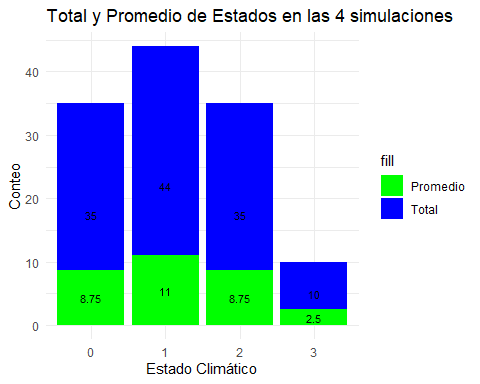 Total y Promedio de Estados en las 4 simulaciones
Conteo
40
30
20
10
0
35
44
35
10
8.75
11
8.75
2.5
0
1
2
3
Estado Climático
fill
Promedio
Total